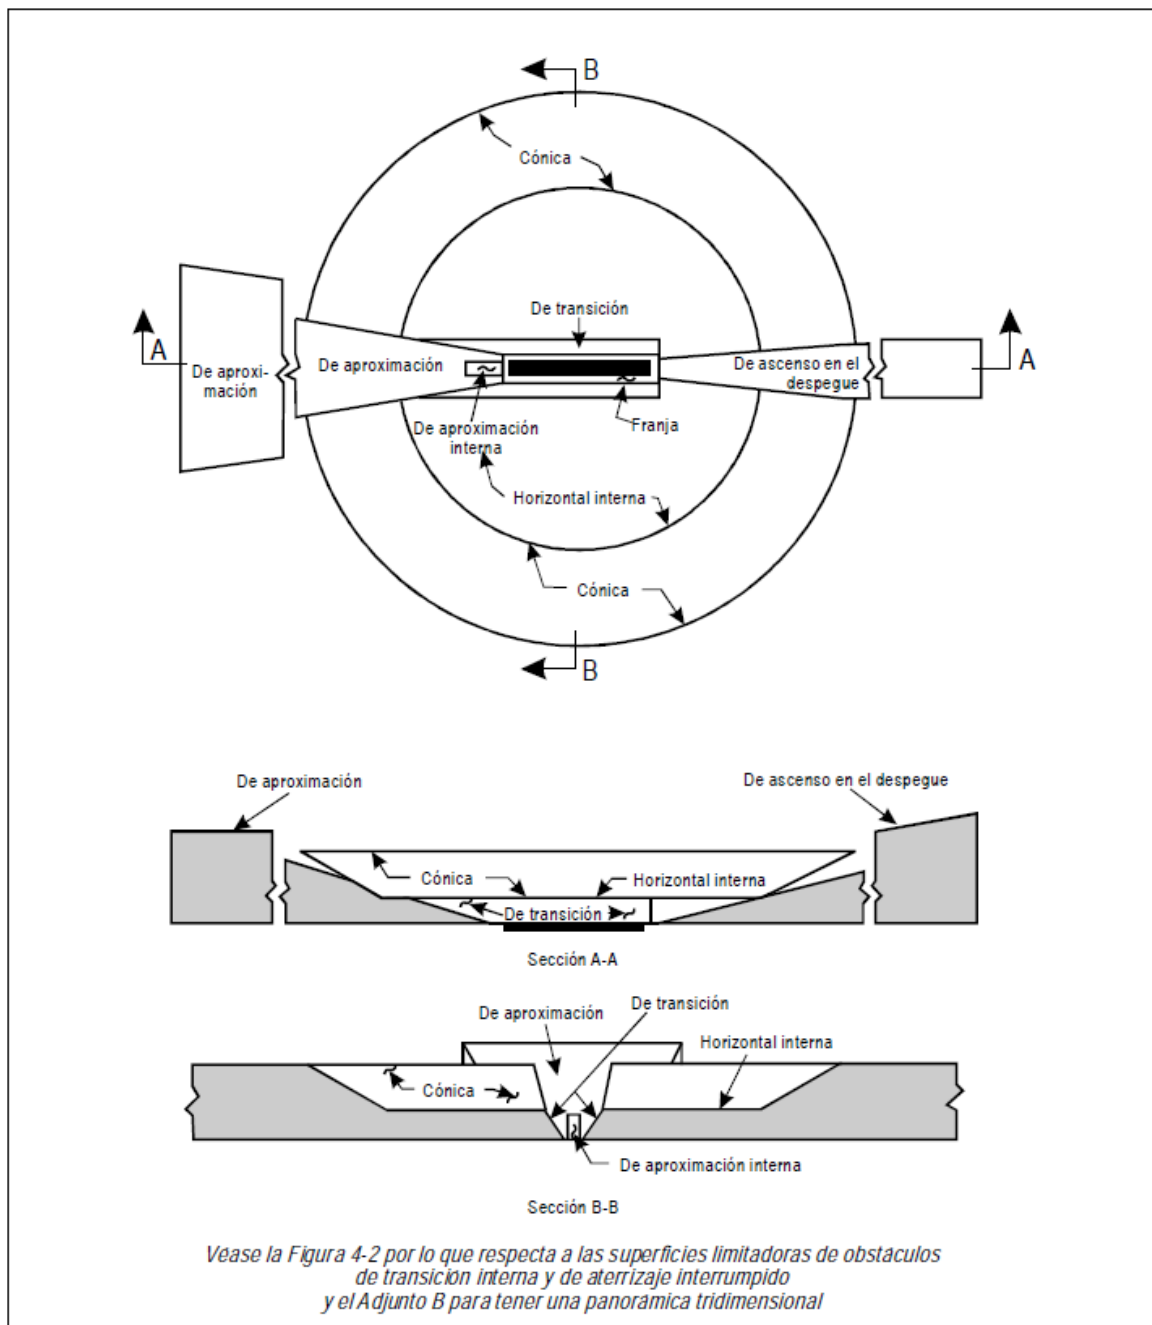 B
Cónica
De transición
A
De aproxi-
mación
De aproximación
De ascenso en el
despegue
A
De aproximación
interna
Franja
Horizontal interna
Cónica
B
De aproximación
De ascenso en el despegue
Cónica
Horizontal interna
De transición
Sección A-A
De transición
De aproximación
Horizontal interna
Cónica
De aproximación interna
Sección B-B
Véase la Figura 4-2 por lo que respecta a las superficies limitadoras de obstáculos
de transición interna y de aterrizaje interrumpido
y el Adjunto B para tener una panorámica tridimensional